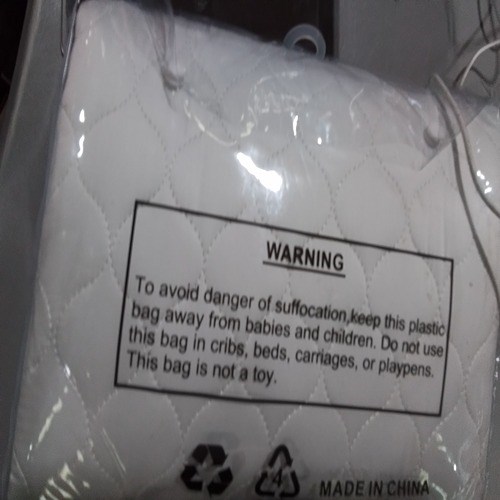 WARNING
To avoid danger of suffocation,keep this plastic
bag away from babies and children. Do not use
this bag in cribs, beds, carriages, or playpens.
This bag is not a toy.
4
MADE IN CHINA